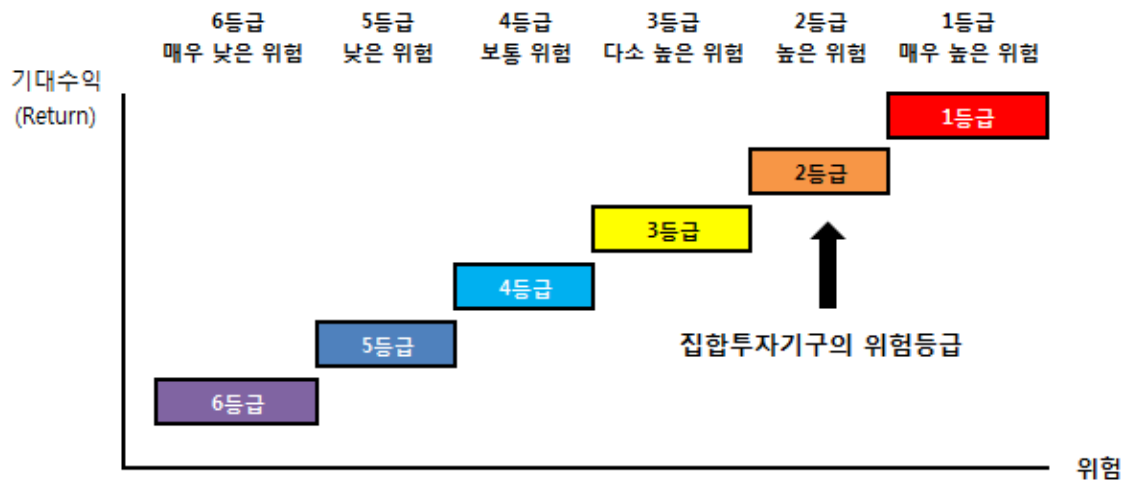 6등급 5등급 4등급 3등급 2등급 1등급
매우 낮은 위험 낮은 위험 보통 위험 다소 높은 위험 높은 위험 매우 높은 위험
기대수익
(Return)
1등급
2등급
3등급
4등급
5등급
6등급
집합투자기구의 위험등급
위험